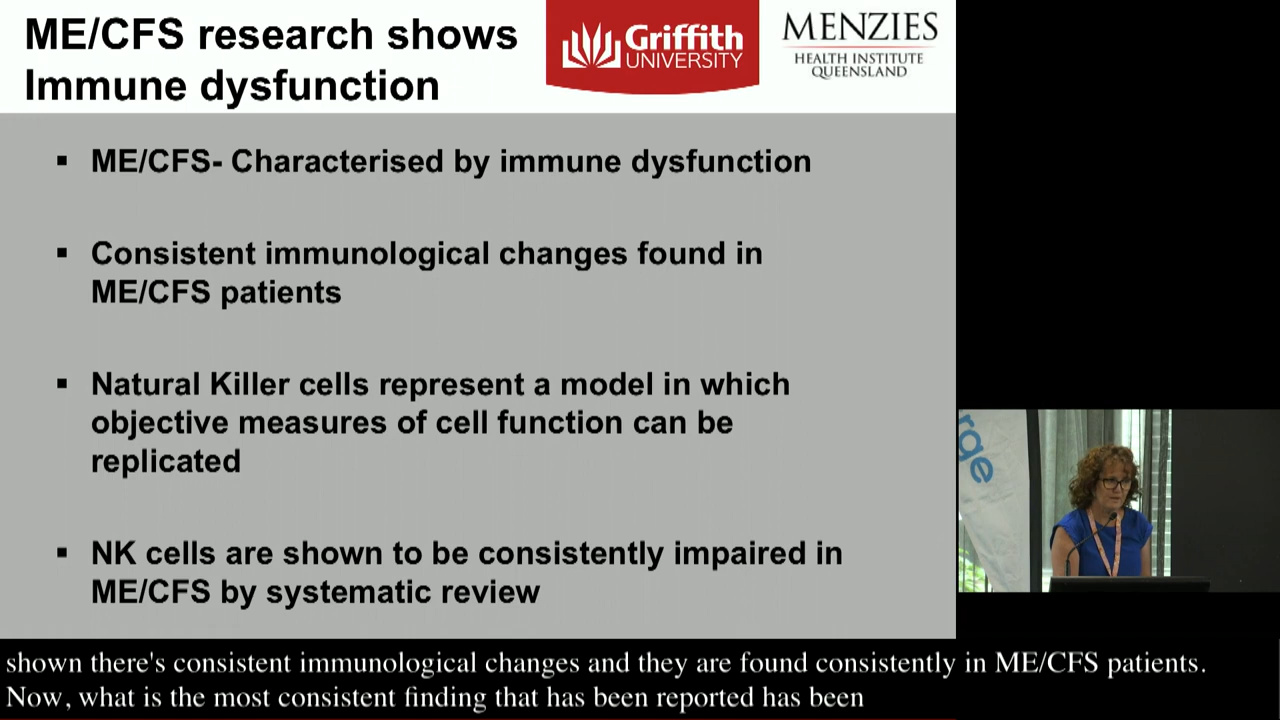 ME/CFS research shows
Immune dysfunction
Griffith
UNIVERSITY
MENZIES
HEALTH INSTITUTE
QUEENSLAND
▪ ME/CFS- Characterised by immune dysfunction
▪ Consistent immunological changes found in
ME/CFS patients
▪ Natural Killer cells represent a model in which
objective measures of cell function can be
replicated
▪ NK cells are shown to be consistently impaired in
ME/CFS by systematic review
rge
shown there's consistent immunological changes and they are found consistently in ME/CFS patients.
Now, what is the most consistent finding that has been reported has been